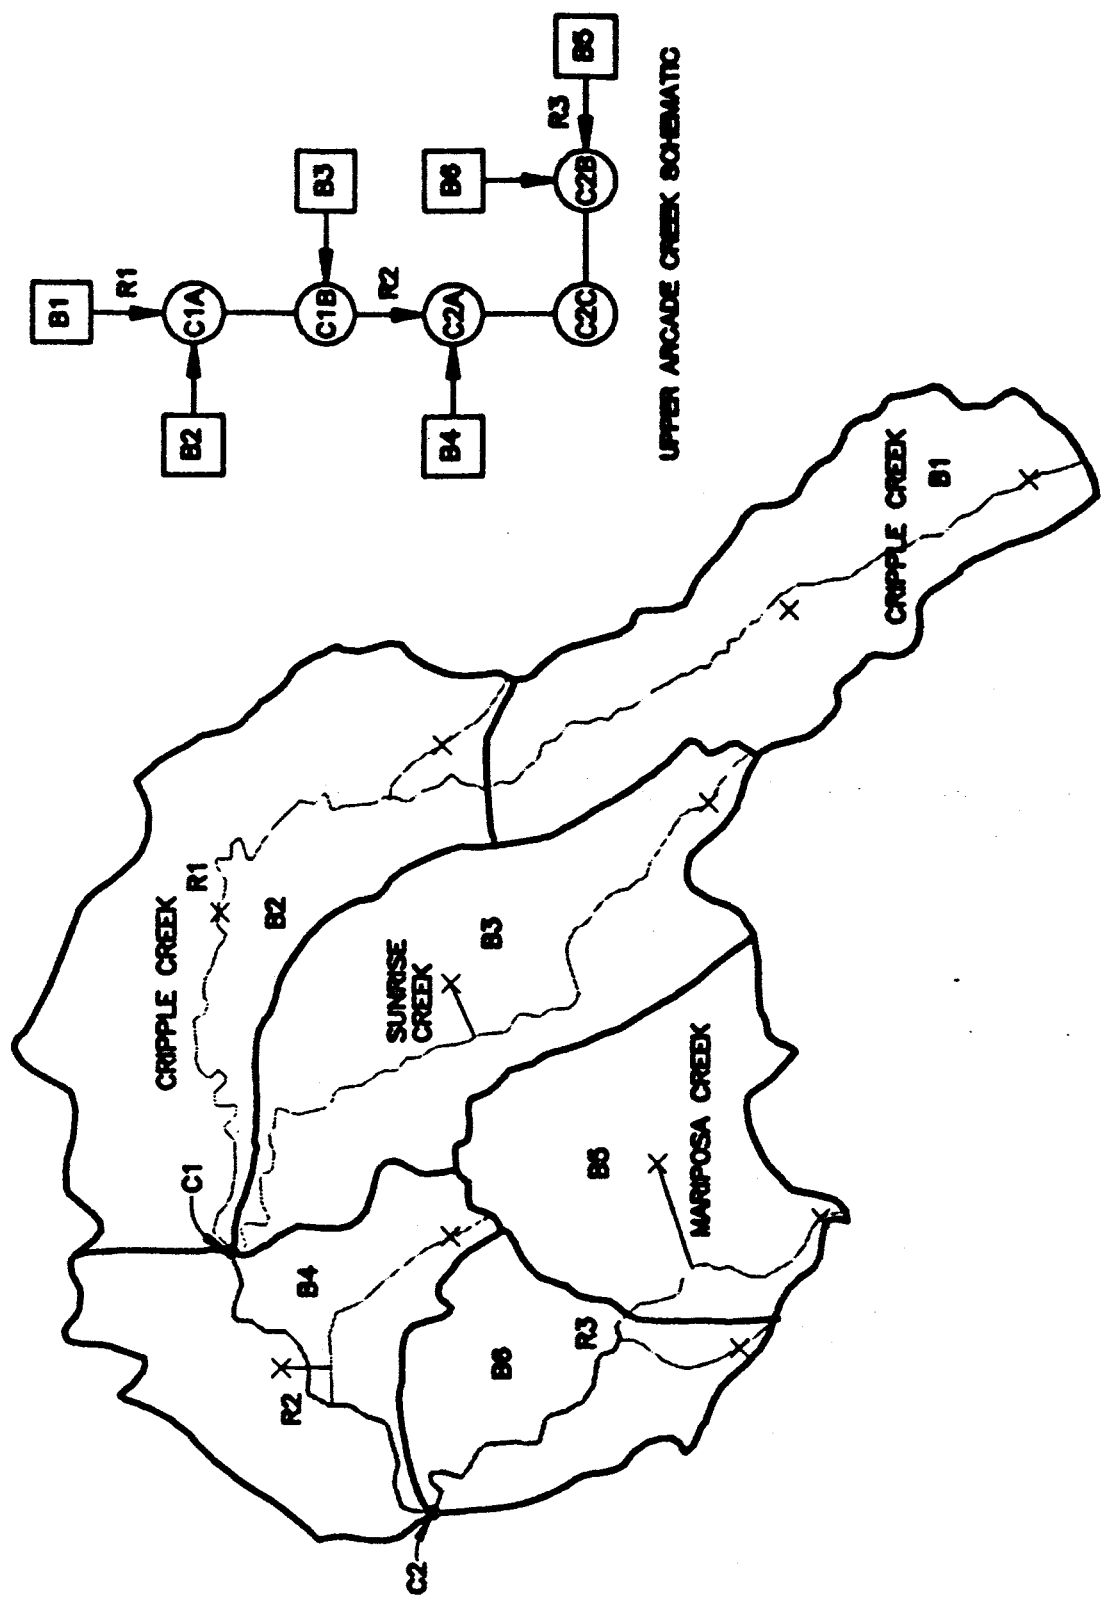 B1
R1
B2
C1A
B3
C1B
R2
B4
C2A
B6
C2C
C2B
R3
B5
UPPER ARCADE CREEK SCHEMATIC
CRIPPLE CREEK
R1
B2
C1
SUNRISE
CREEK
B3
B4
R2
C2
B6
R3
B5
MARIPOSA CREEK
CRIPPLE CREEK
B1